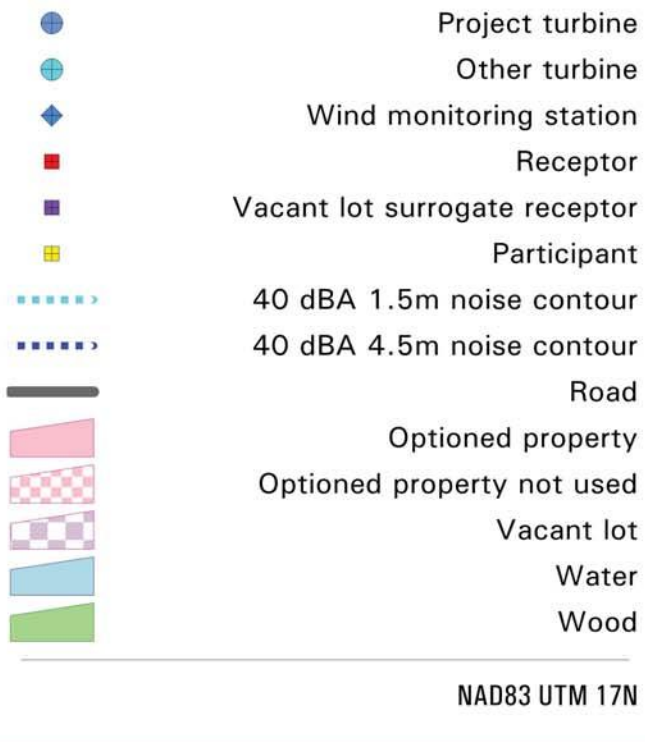 Project turbine
Other turbine
Wind monitoring station
Receptor
Vacant lot surrogate receptor
Participant
40 dBA 1.5m noise contour
40 dBA 4.5m noise contour
Road
Optioned property
Optioned property not used
Vacant lot
Water
Wood
NAD83 UTM 17N